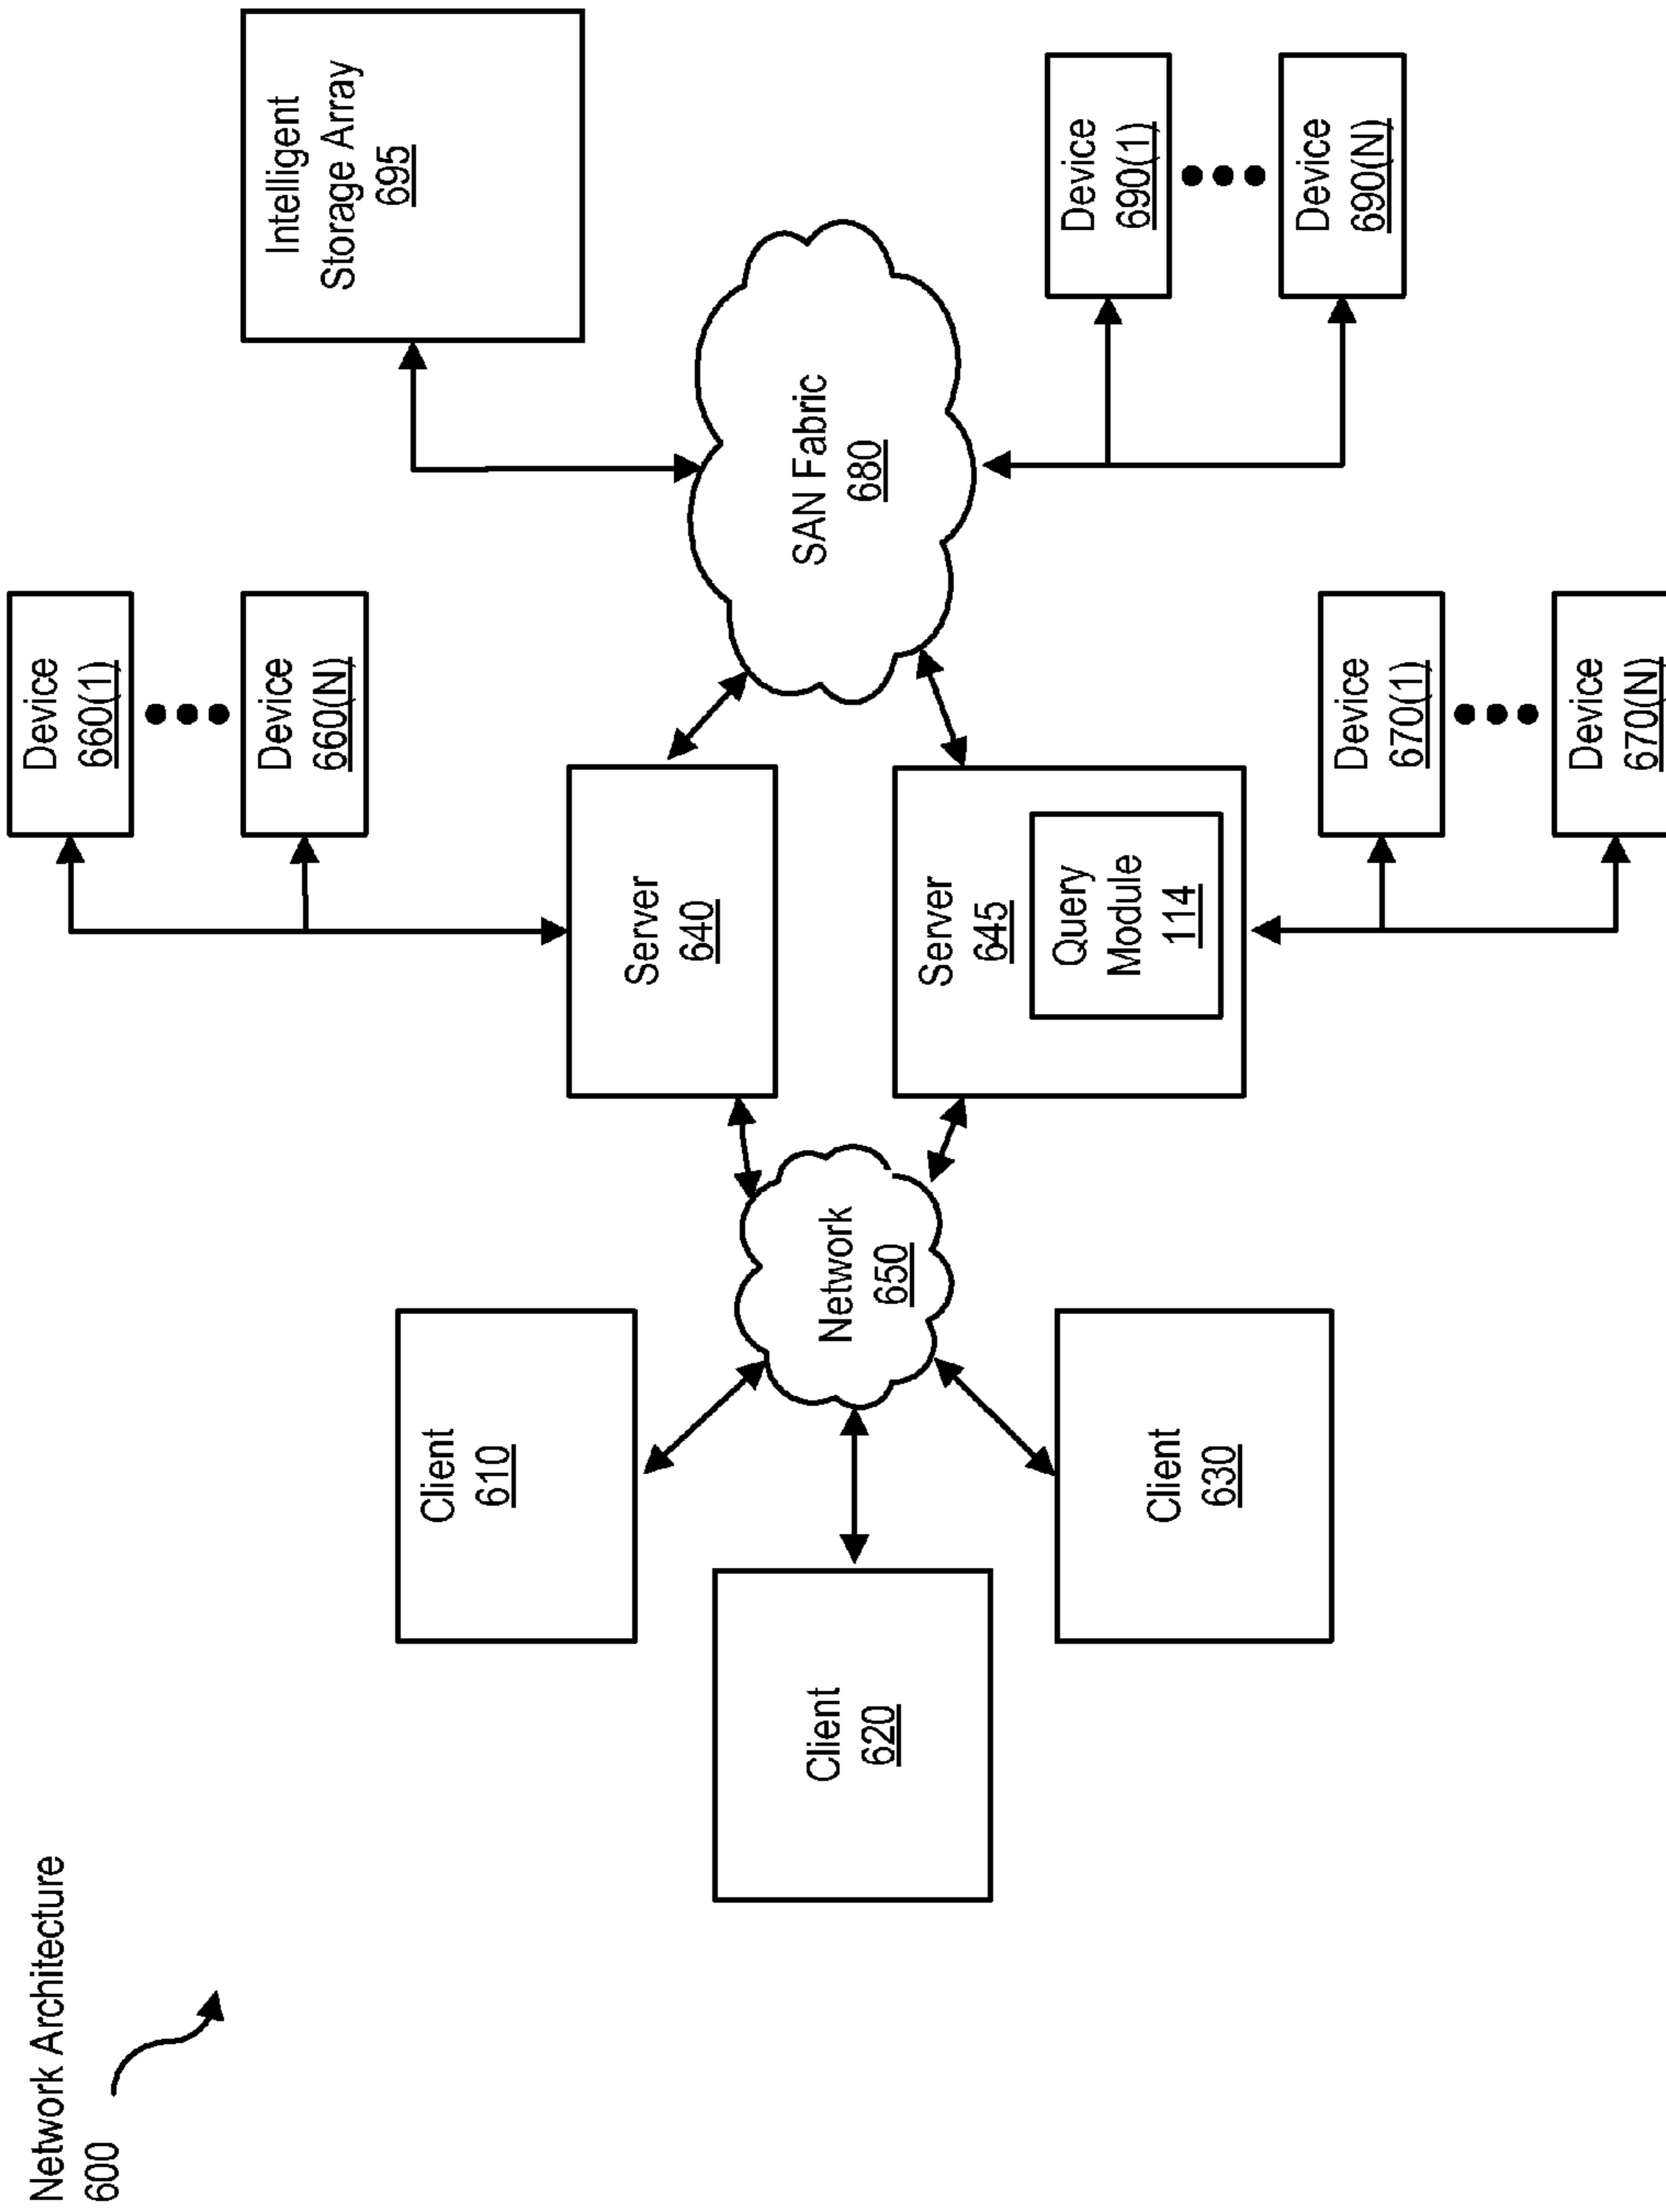 Network Architecture
600
Device
660(1)
Device
660(N)
Intelligent
Storage Array
695
Client
610
Server
640
Client
620
Network
650
SAN Fabric
680
Server
645
Query
Module
114
Client
630
Device
690(1)
Device
690(N)
Device
670(1)
Device
670(N)